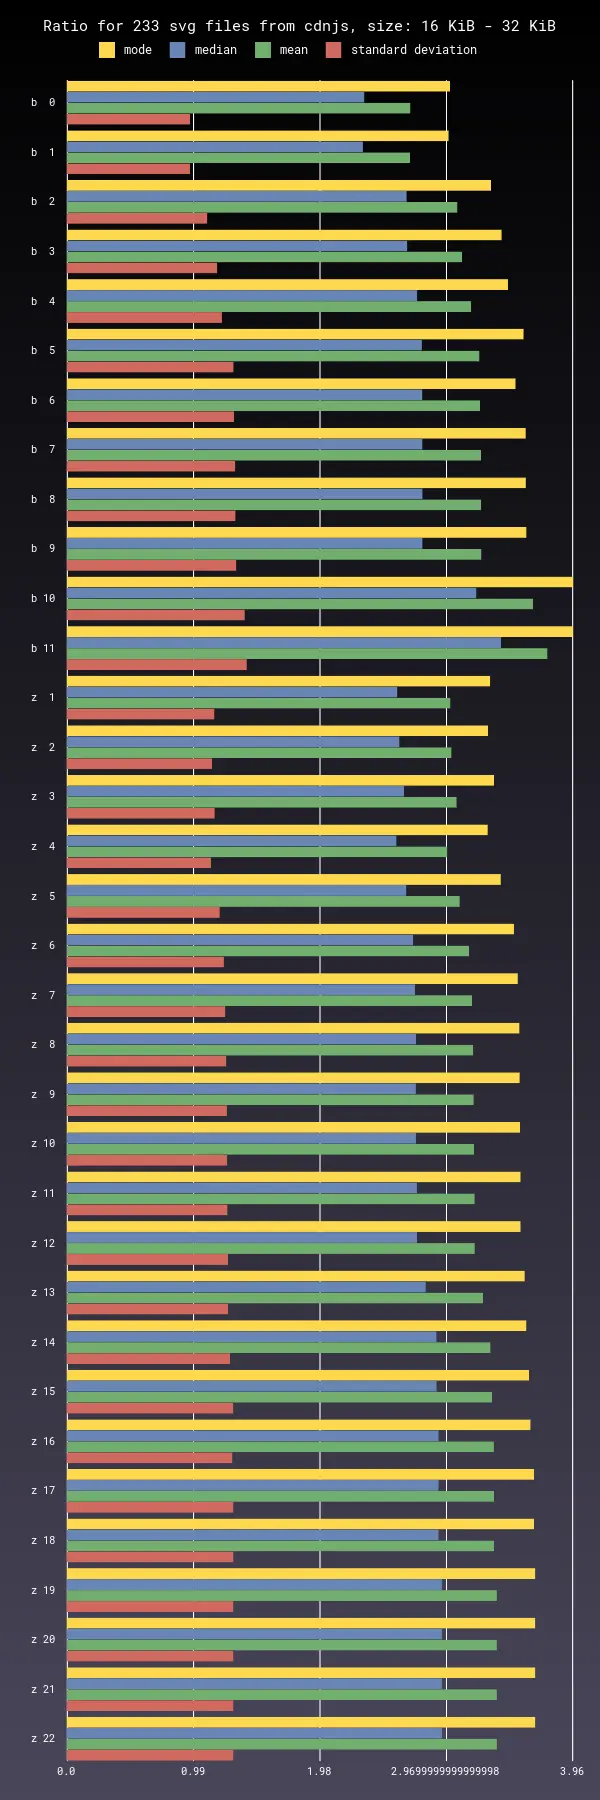 Ratio for 233 svg files from cdnjs, size: 16 KiB - 32 KiB
mode median mean standard deviation
b 0
b 1
b 2
b 3
b 4
b 5
b 6
b 7
b 8
b 9
b 10
b 11
z 1
z 2
z 3
z 4
z 5
z 6
z 7
z 8
z 9
z 10
z 11
z 12
z 13
z 14
z 15
z 16
z 17
z 18
z 19
z 20
z 21
z 22
0.0 0.99 1.98 2.9699999999999998 3.96